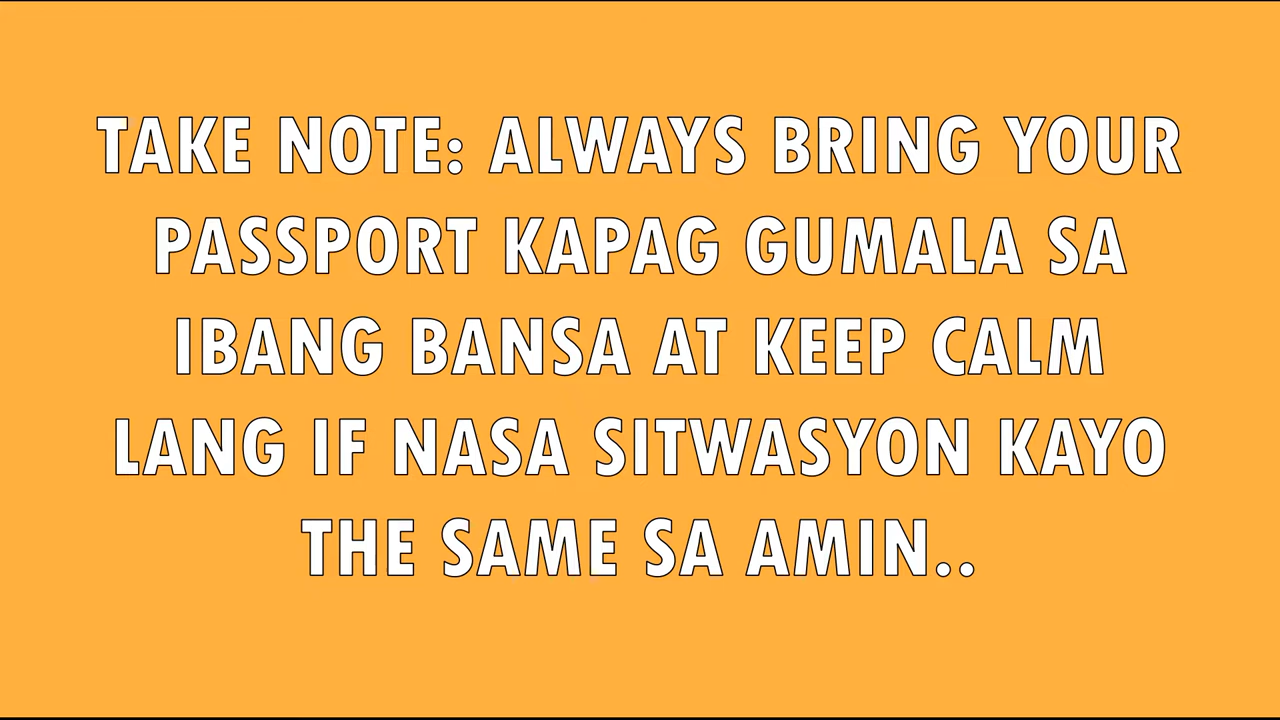 TAKE NOTE: ALWAYS BRING YOUR
PASSPORT KAPAG GUMALA SA
IBANG BANSA AT KEEP CALM
LANG IF NASA SITWASYON KAYO
THE SAME SA AMIN..